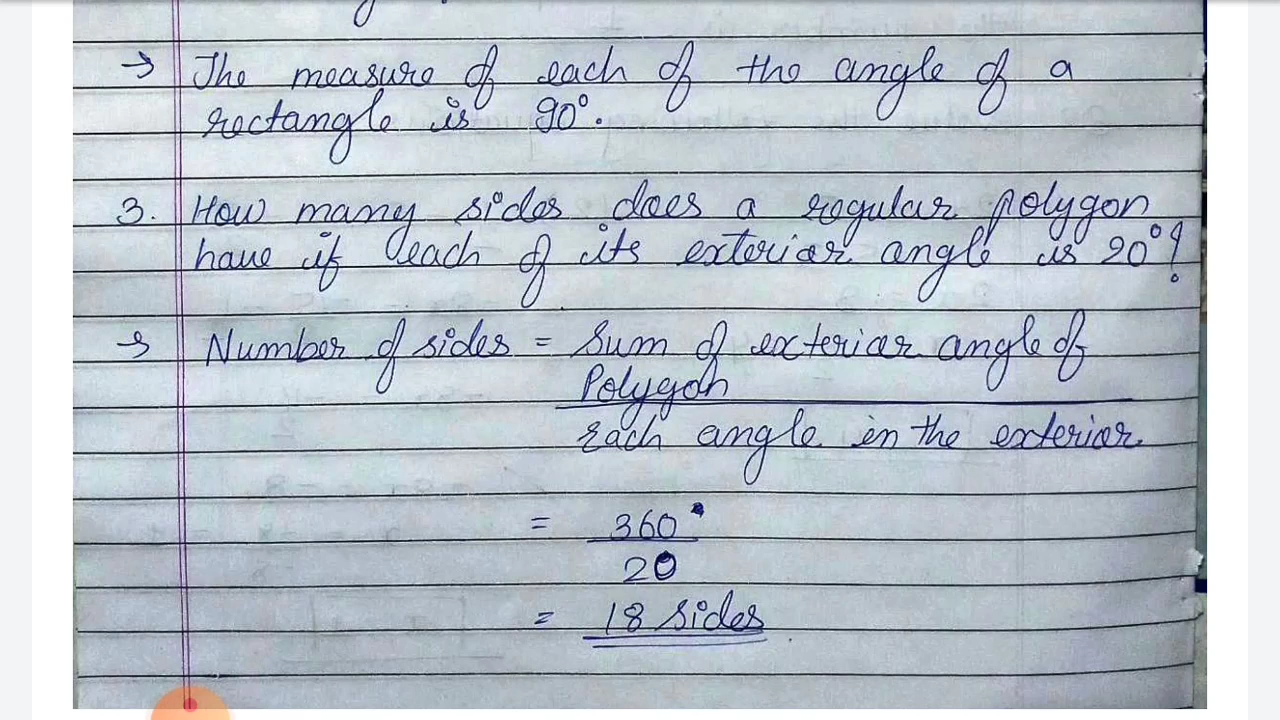 → The measure of each of the angle of a
rectangle is 90°.
3. How many sides does a regular polygon
have if each of its exterior angle is 20°?
→ Number of sides = Sum of exterior angle of
Polygon
each angle in the exterior
= 360°
20
= 18 sides